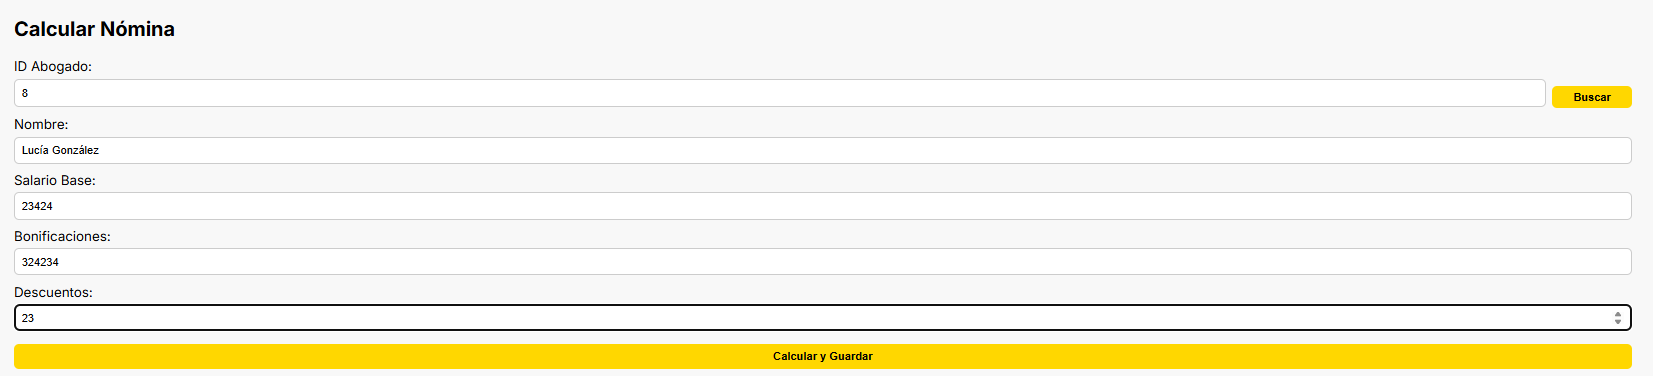 Calcular Nómina
ID Abogado:
8
Buscar
Nombre:
Lucía González
Salario Base:
23424
Bonificaciones:
324234
Descuentos:
23
Calcular y Guardar